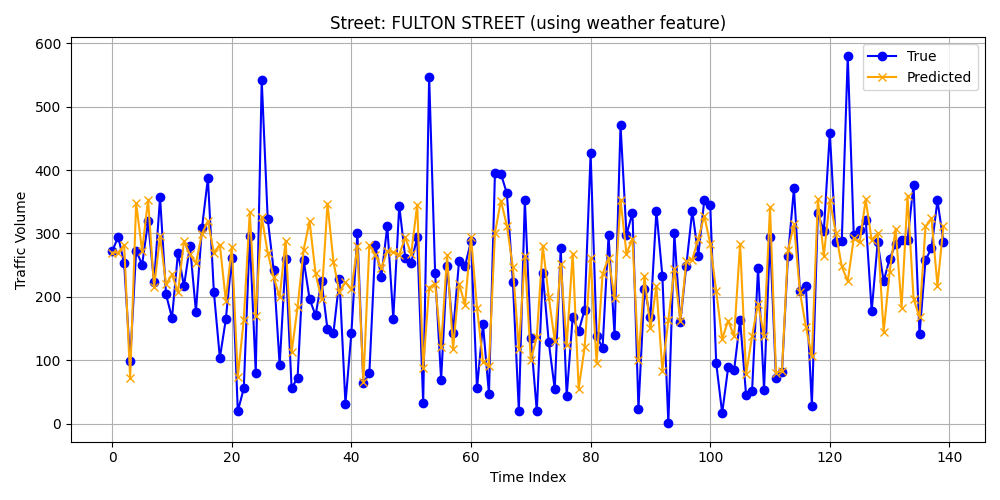 Street: FULTON STREET (using weather feature)
True
Predicted
600
500
400
300
200
100
0
Traffic Volume
0 20 40 60 80 100 120 140
Time Index